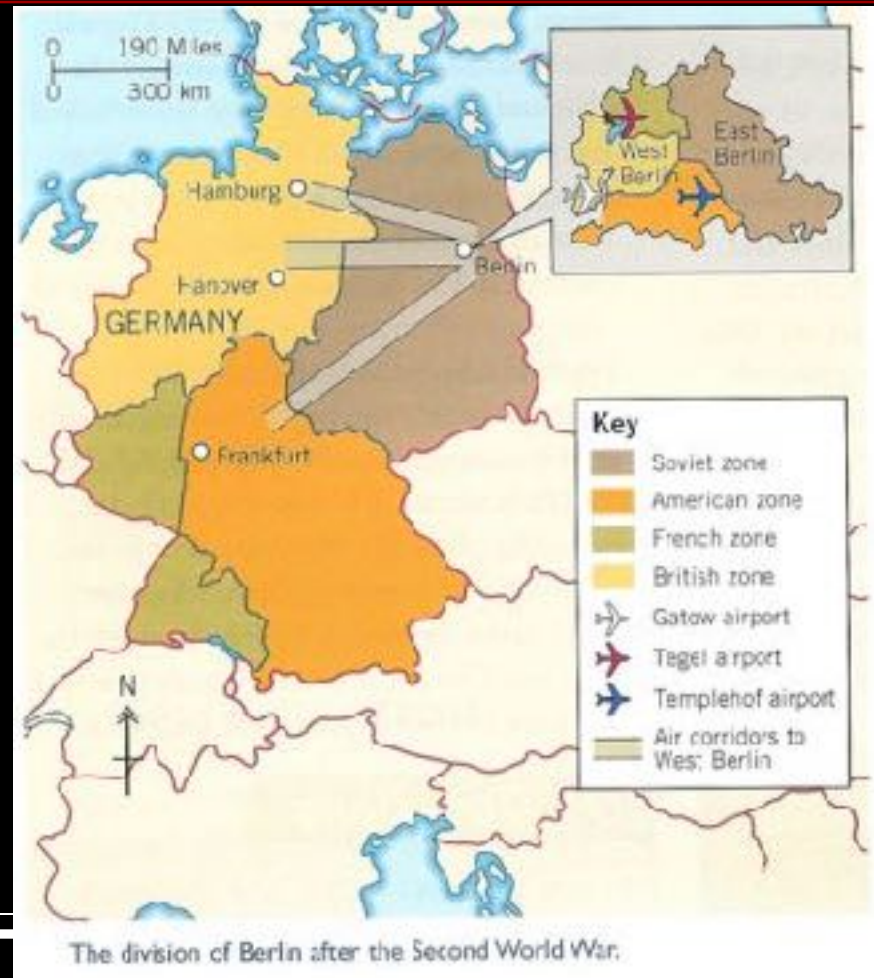 0 190 Miles
0 300 km
Hamburg
Hanover
GERMANY
Frankfurt
Berlin
West
Berlin
East
Berlin
N
Key
Soviet zone
American zone
French zone
British zone
Gatow airport
Tegel airport
Templehof airport
Air corridors to
West Berlin
The division of Berlin after the Second World War.